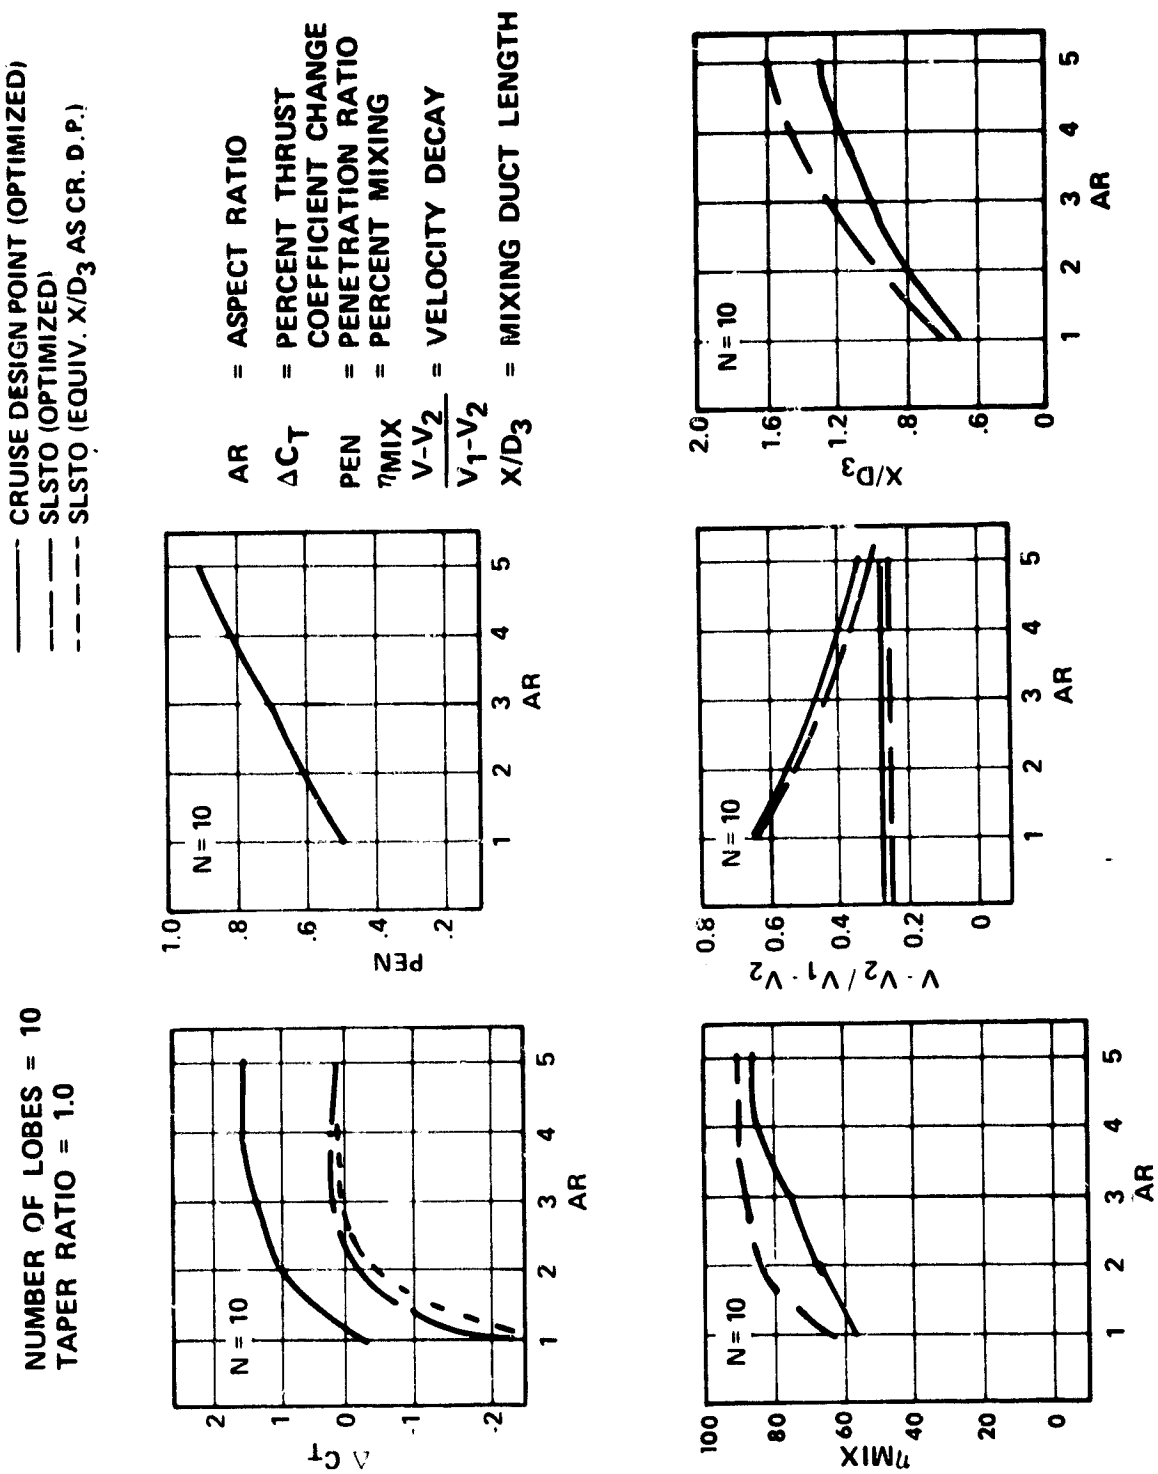 NUMBER OF LOBES = 10
TAPER RATIO = 1.0
CRUISE DESIGN POINT (OPTIMIZED)
SLSTO (OPTIMIZED)
SLSTO (EQUIV. X/D3 AS CR. D.P.)
Δ CT
2
1
0
-1
-2
N = 10
1
2
3
4
5
AR
PEN
1.0
.8
.6
.4
.2
N = 10
1
2
3
4
5
AR
AR = ASPECT RATIO
ΔCT = PERCENT THRUST
COEFFICIENT CHANGE
PEN = PENETRATION RATIO
ηMIX = PERCENT MIXING
V-V2
V1-V2
= VELOCITY DECAY
X/D3 = MIXING DUCT LENGTH
ηMIX
100
80
60
40
20
0
N = 10
1
2
3
4
5
AR
V-V2/V1-V2
0.8
0.6
0.4
0.2
0
N = 10
1
2
3
4
5
AR
X/D3
2.0
1.6
1.2
.8
.6
0
N = 10
1
2
3
4
5
AR